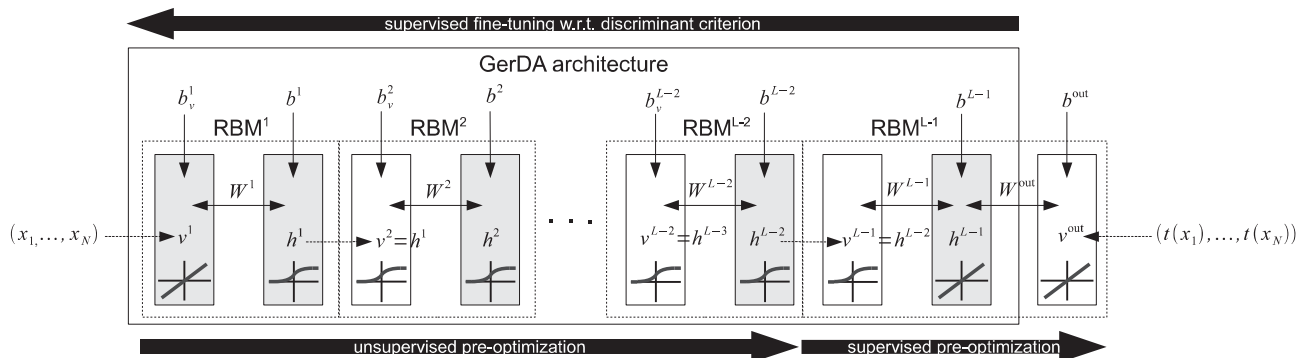 supervised fine-tuning w.r.t. discriminant criterion
GerDA architecture
b_v^1 b^1 b_v^2 b^2 b_v^{L-2} b^{L-2} b^{L-1} b^{out}
RBM^1 RBM^2 RBM^{L-2} RBM^{L-1}
W^1 W^2 W^{L-2} W^{L-1} W^{out}
(x_1,…,x_N) v^1 h^1 v^2=h^1 h^2 . . . v^{L-2}=h^{L-3} h^{L-2} v^{L-1}=h^{L-2} h^{L-1} v^{out} (t(x_1),…,t(x_N))
unsupervised pre-optimization supervised pre-optimization